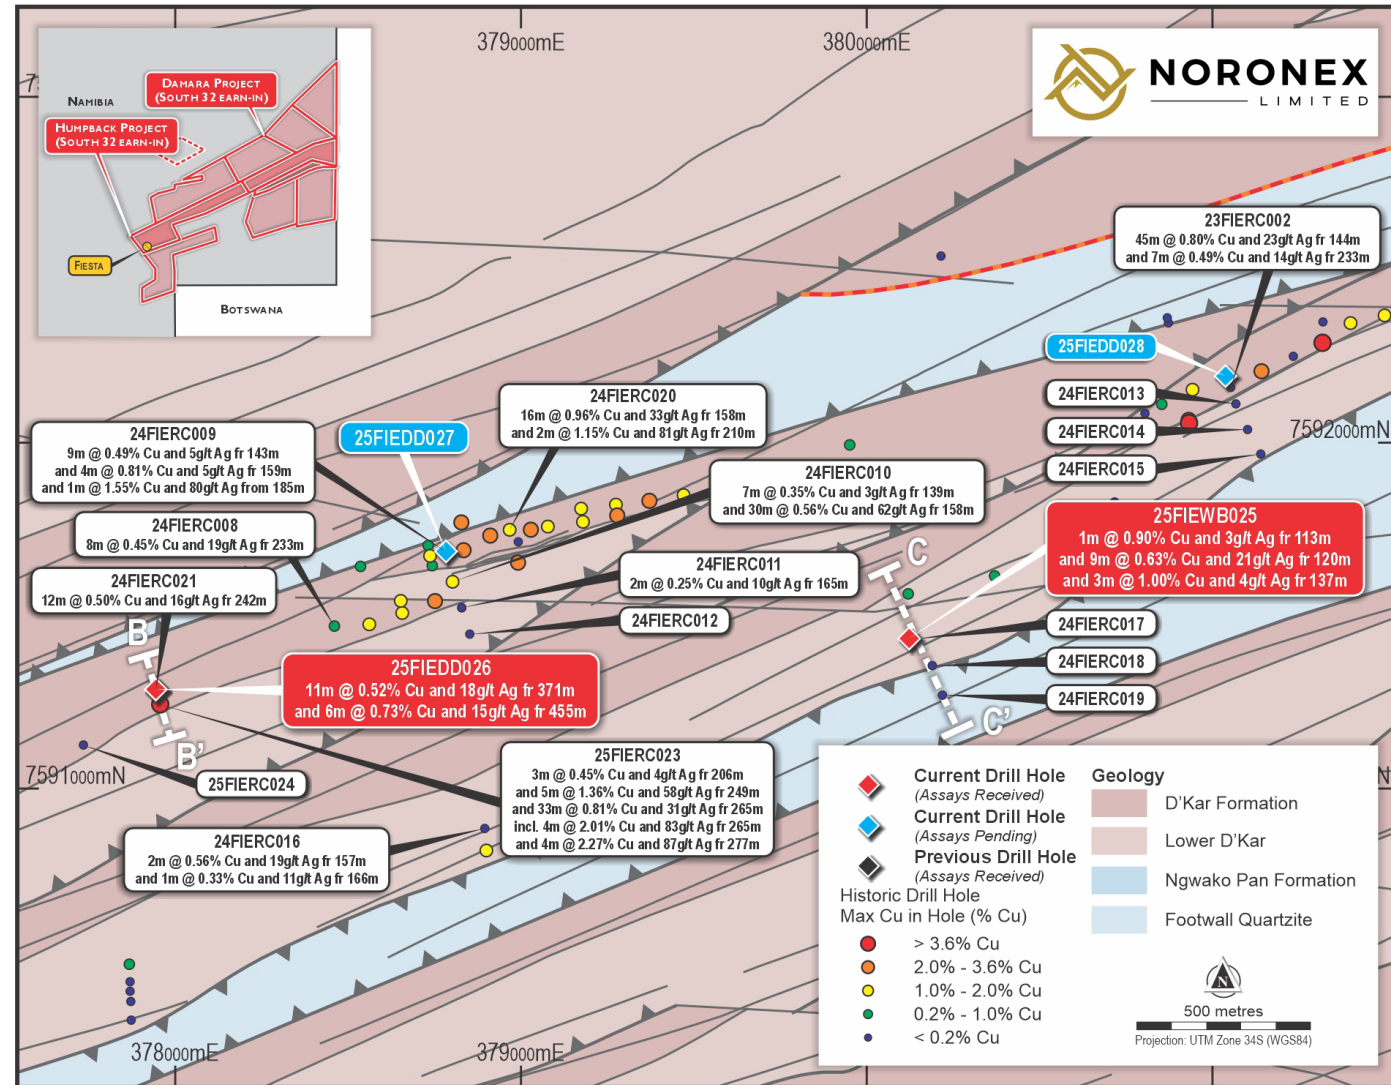 379000mE
380000mE
NORONEX
LIMITED
NAMIBIA
DAMARA PROJECT
(SOUTH 32 EARN-IN)
HUMPBACK PROJECT
(SOUTH 32 EARN-IN)
FIESTA
BOTSWANA
23FIERC002
45m @ 0.80% Cu and 23g/t Ag fr 144m
and 7m @ 0.49% Cu and 14g/t Ag fr 233m
25FIEDD028
24FIERC013
24FIERC014
24FIERC015
7592000mN
24FIERC020
16m @ 0.96% Cu and 33g/t Ag fr 158m
and 2m @ 1.15% Cu and 81g/t Ag fr 210m
24FIERC009
9m @ 0.49% Cu and 5g/t Ag fr 143m
and 4m @ 0.81% Cu and 5g/t Ag fr 159m
and 1m @ 1.55% Cu and 80g/t Ag from 185m
25FIEDD027
24FIERC010
7m @ 0.35% Cu and 3g/t Ag fr 139m
and 30m @ 0.56% Cu and 62g/t Ag fr 158m
24FIERC008
8m @ 0.45% Cu and 19g/t Ag fr 233m
25FIEWB025
1m @ 0.90% Cu and 3g/t Ag fr 113m
and 9m @ 0.63% Cu and 21g/t Ag fr 120m
and 3m @ 1.00% Cu and 4g/t Ag fr 137m
24FIERC021
12m @ 0.50% Cu and 16g/t Ag fr 242m
24FIERC011
2m @ 0.25% Cu and 10g/t Ag fr 165m
24FIERC012
C
24FIERC017
24FIERC018
24FIERC019
C'
B
25FIEDD026
11m @ 0.52% Cu and 18g/t Ag fr 371m
and 6m @ 0.73% Cu and 15g/t Ag fr 455m
B'
7591000mN
25FIERC024
25FIERC023
3m @ 0.45% Cu and 4g/t Ag fr 206m
and 5m @ 1.36% Cu and 58g/t Ag fr 249m
and 33m @ 0.81% Cu and 31g/t Ag fr 265m
incl. 4m @ 2.01% Cu and 83g/t Ag fr 265m
and 4m @ 2.27% Cu and 87g/t Ag fr 277m
24FIERC016
2m @ 0.56% Cu and 19g/t Ag fr 157m
and 1m @ 0.33% Cu and 11g/t Ag fr 166m
Current Drill Hole
(Assays Received)
Current Drill Hole
(Assays Pending)
Previous Drill Hole
(Assays Received)
Historic Drill Hole
Max Cu in Hole (% Cu)
> 3.6% Cu
2.0% - 3.6% Cu
1.0% - 2.0% Cu
0.2% - 1.0% Cu
< 0.2% Cu
Geology
D'Kar Formation
Lower D'Kar
Ngwako Pan Formation
Footwall Quartzite
N
500 metres
Projection: UTM Zone 34S (WGS84)
378000mE
379000mE